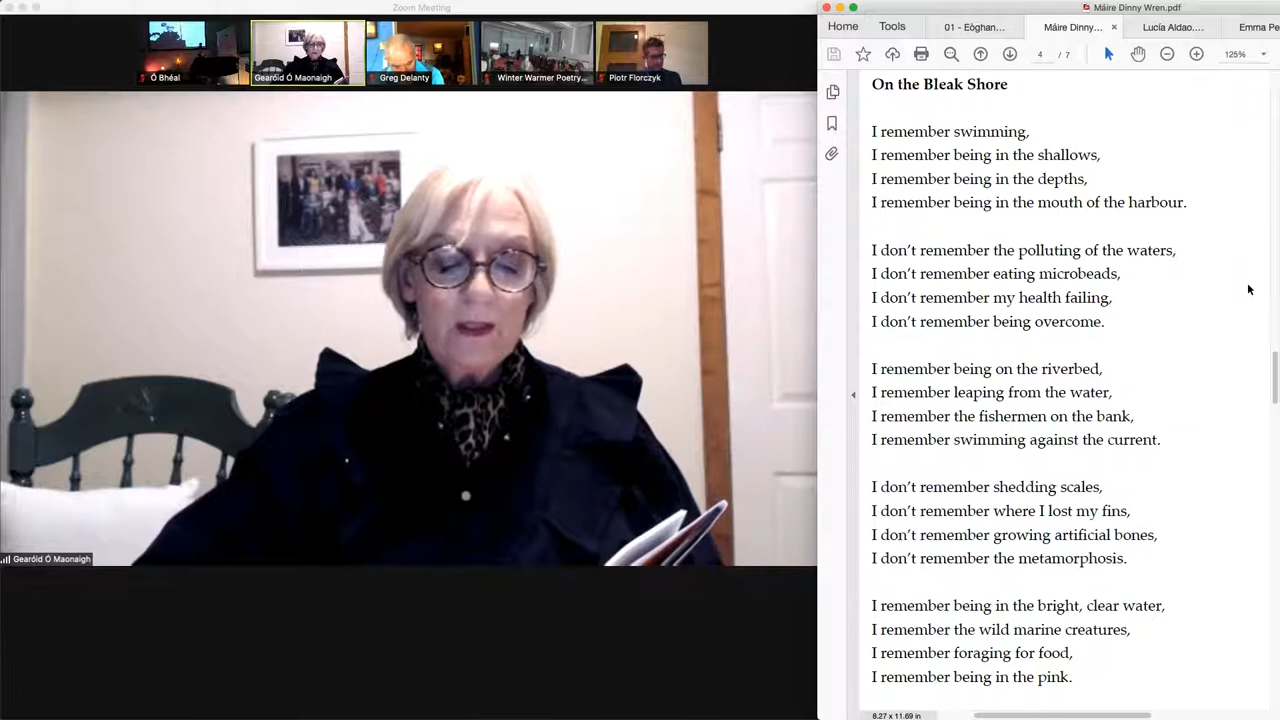 Zoom Meeting
Ó Bhéal
Gearóid Ó Maonaigh
Greg Delanty
Winter Warmer Poetry...
Piotr Florczyk
Gearóid Ó Maonaigh
Máire Dinny Wren.pdf
Home
Tools
01 - Eòghan...
Máire Dinny...
Lucía Aldao....
Emma Pe
4 / 7
125%
On the Bleak Shore
I remember swimming,
I remember being in the shallows,
I remember being in the depths,
I remember being in the mouth of the harbour.
I don't remember the polluting of the waters,
I don't remember eating microbeads,
I don't remember my health failing,
I don't remember being overcome.
I remember being on the riverbed,
I remember leaping from the water,
I remember the fishermen on the bank,
I remember swimming against the current.
I don't remember shedding scales,
I don't remember where I lost my fins,
I don't remember growing artificial bones,
I don't remember the metamorphosis.
I remember being in the bright, clear water,
I remember the wild marine creatures,
I remember foraging for food,
I remember being in the pink.
8.27 x 11.69 in